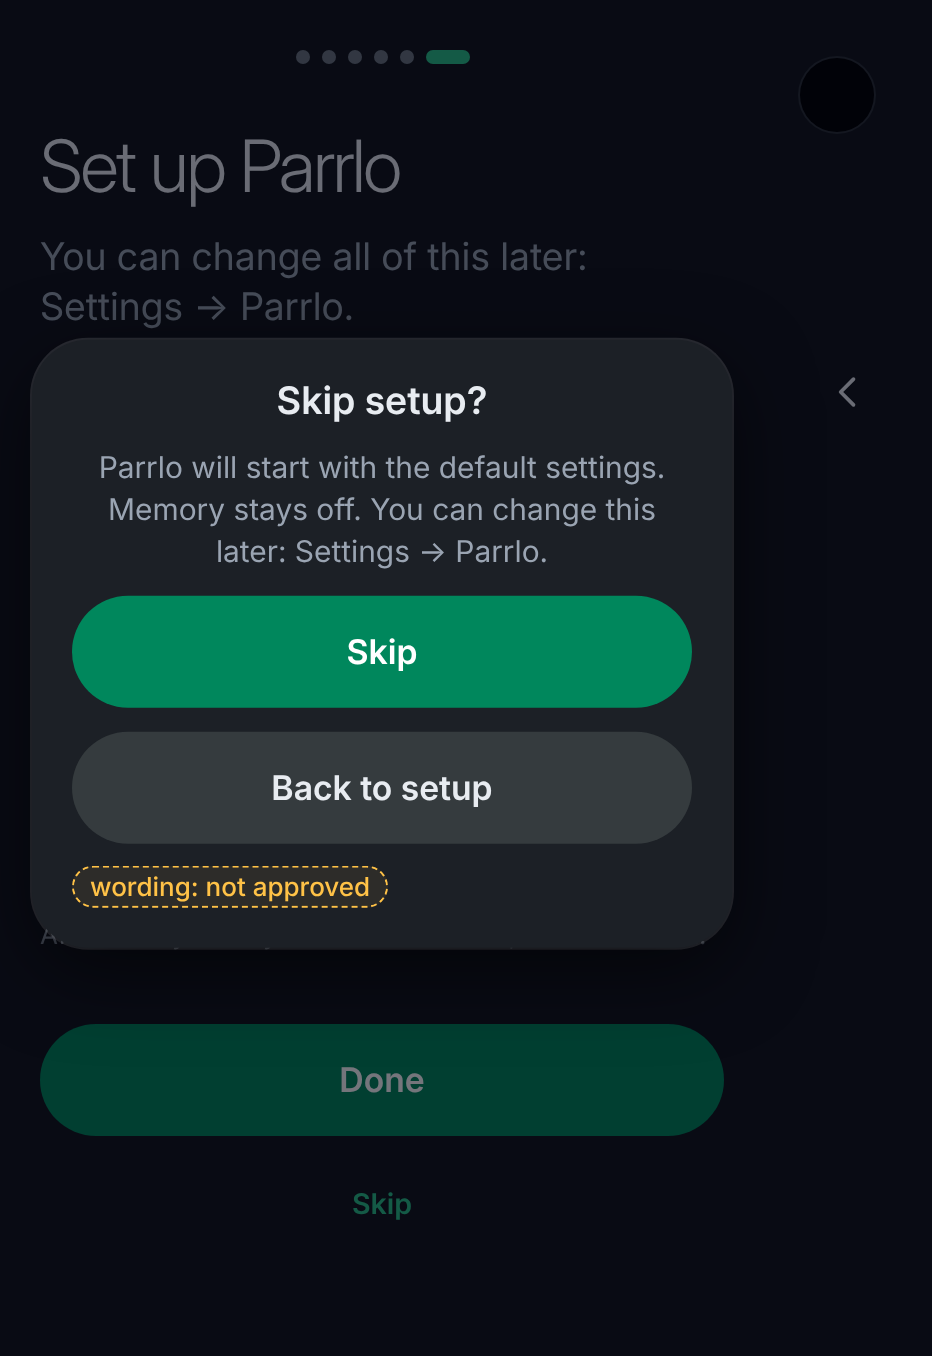 Set up Parrlo
You can change all of this later:
Settings → Parrlo.
Skip setup?
Parrlo will start with the default settings.
Memory stays off. You can change this
later: Settings → Parrlo.
Skip
Back to setup
wording: not approved
Done
Skip